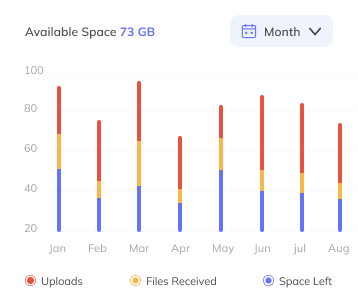 Available Space 73 GB
Month
100
80
60
40
20
Jan Feb Mar Apr May Jun jul Aug
Uploads Files Received Space Left